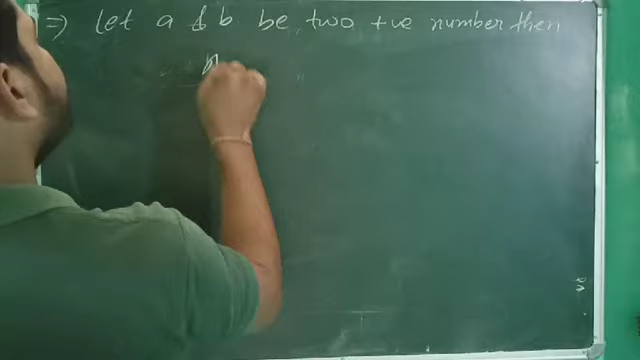 => let a & b be, two +ve number then